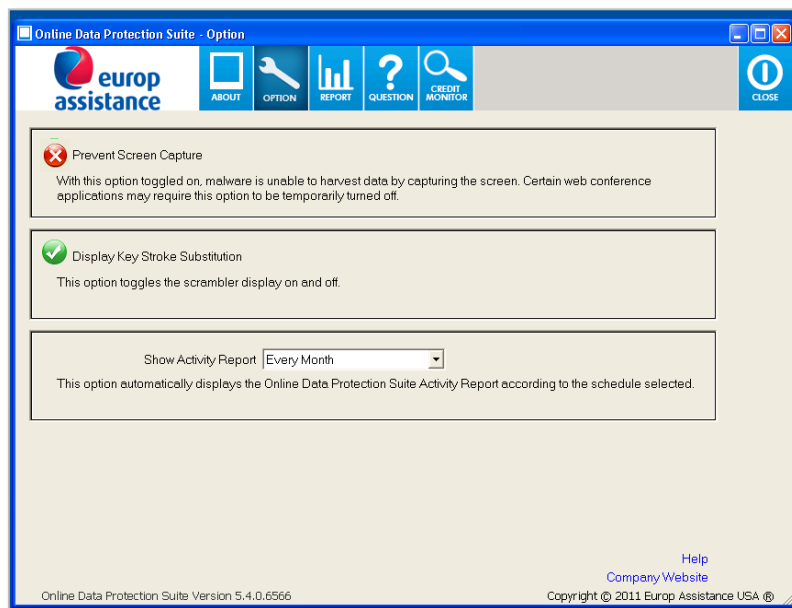 Online Data Protection Suite - Option
europ
assistance
ABOUT
OPTION
REPORT
QUESTION
CREDIT
MONITOR
CLOSE
Prevent Screen Capture
With this option toggled on, malware is unable to harvest data by capturing the screen. Certain web conference
applications may require this option to be temporarily turned off.
Display Key Stroke Substitution
This option toggles the scrambler display on and off.
Show Activity Report Every Month
This option automatically displays the Online Data Protection Suite Activity Report according to the schedule selected.
Help
Company Website
Online Data Protection Suite Version 5.4.0.6566 Copyright © 2011 Europ Assistance USA ®